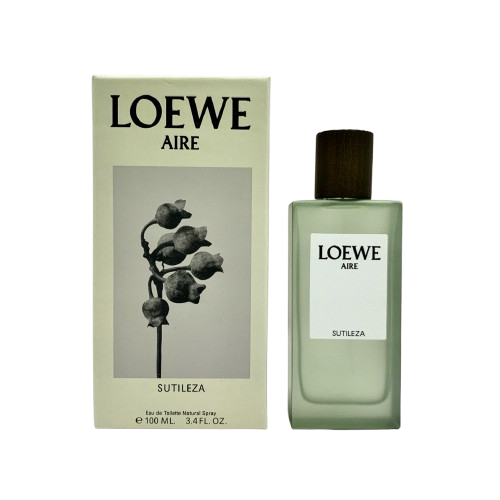 LOEWE
AIRE
SUTILEZA
Eau de Toilette Natural Spray
℮ 100 ML. 3.4 FL. OZ.
LOEWE
AIRE
SUTILEZA